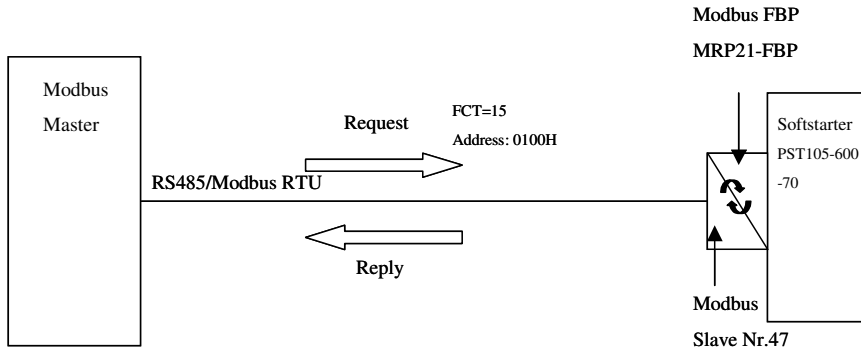 Modbus FBP
MRP21-FBP
Modbus
Master
Request
FCT=15
Address: 0100H
Softstarter
PST105-600
-70
RS485/Modbus RTU
Reply
Modbus
Slave Nr.47